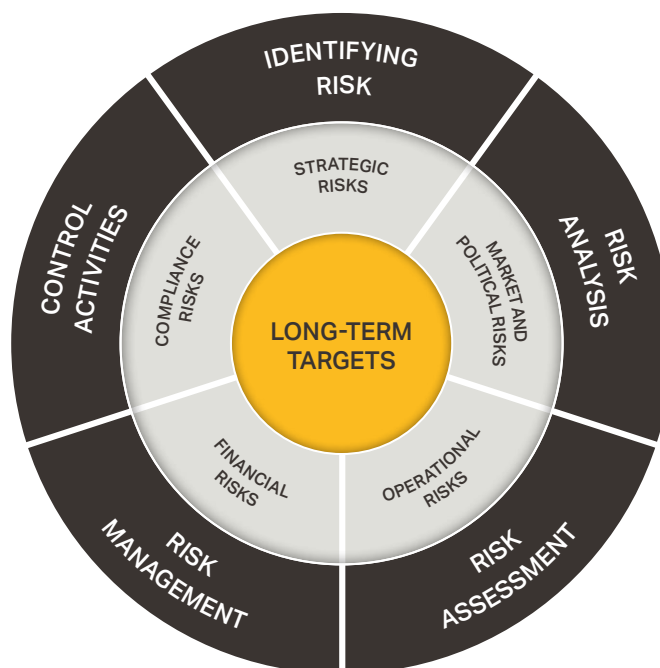 IDENTIFYING
RISK
STRATEGIC
RISKS
CONTROL
ACTIVITIES
COMPLIANCE
RISKS
LONG-TERM
TARGETS
MARKET AND
POLITICAL RISKS
RISK
ANALYSIS
FINANCIAL
RISKS
OPERATIONAL
RISKS
RISK
MANAGEMENT
RISK
ASSESSMENT